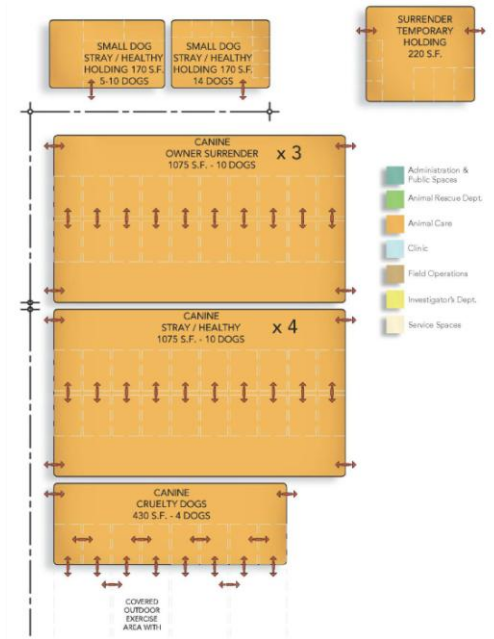 SMALL DOG
STRAY / HEALTHY
HOLDING 170 S.F.
5-10 DOGS
SMALL DOG
STRAY / HEALTHY
HOLDING 170 S.F.
14 DOGS
SURRENDER
TEMPORARY
HOLDING
220 S.F.
CANINE
OWNER SURRENDER
1075 S.F. - 10 DOGS
x 3
Administration &
Public Spaces
Animal Rescue Dept.
Animal Care
Clinic
Field Operations
Investigator's Dept.
Service Spaces
CANINE
STRAY / HEALTHY
1075 S.F. - 10 DOGS
x 4
CANINE
CRUELTY DOGS
430 S.F. - 4 DOGS
COVERED
OUTDOOR
EXERCISE
AREA WITH